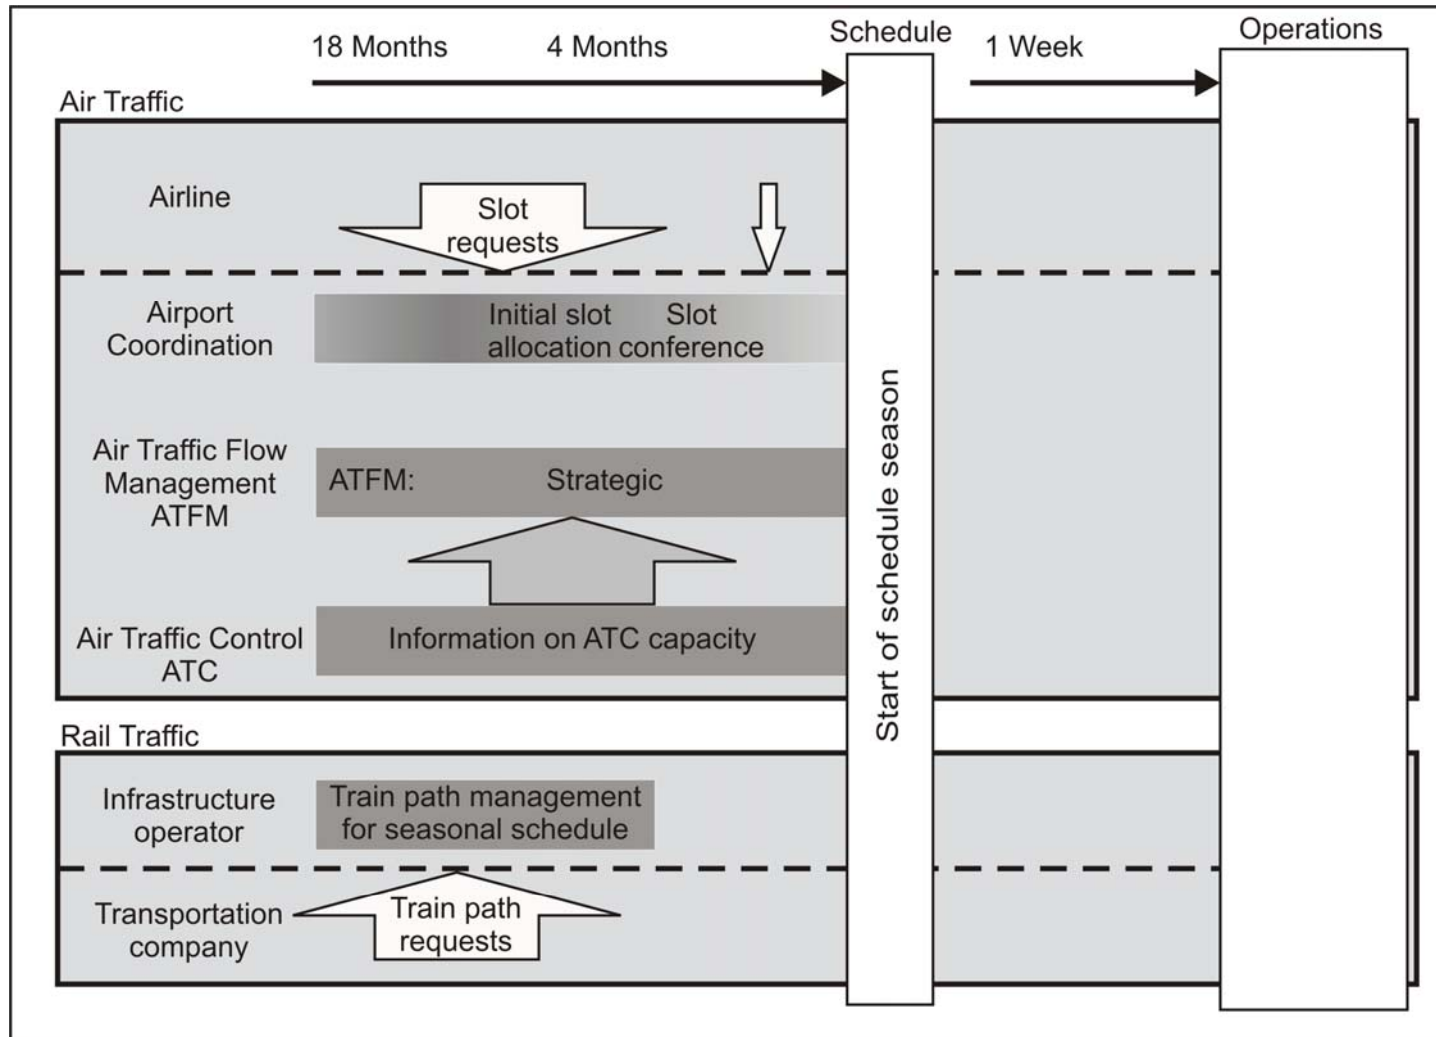 18 Months
4 Months
Schedule
1 Week
Operations
Air Traffic
Airline
Slot
requests
Airport
Coordination
Initial slot
allocation
Slot
conference
Air Traffic Flow
Management
ATFM
ATFM:
Strategic
Air Traffic Control
ATC
Information on ATC capacity
Start of schedule season
Rail Traffic
Infrastructure
operator
Train path management
for seasonal schedule
Transportation
company
Train path
requests